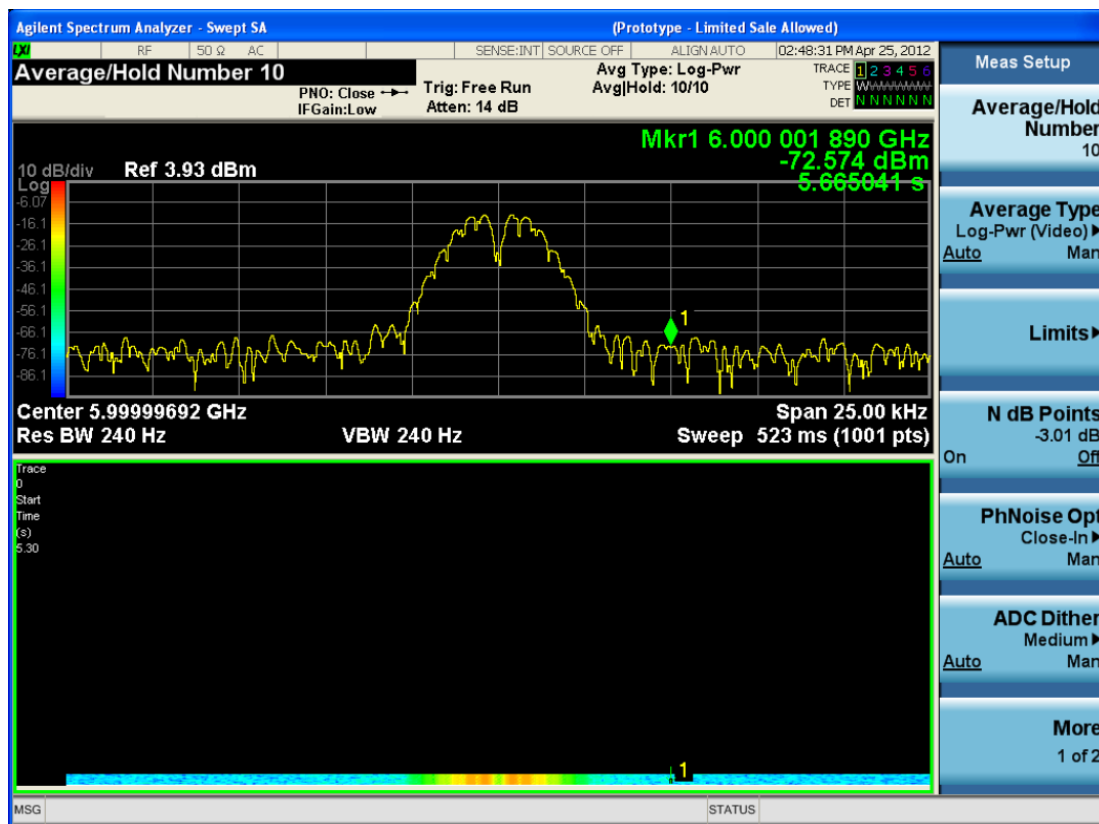 Agilent Spectrum Analyzer - Swept SA (Prototype - Limited Sale Allowed)
LXI RF 50 Ω AC SENSE:INT SOURCE OFF ALIGN AUTO 02:48:31 PM Apr 25, 2012
Average/Hold Number 10
PNO: Close
IFGain:Low
Trig: Free Run
Atten: 14 dB
Avg Type: Log-Pwr
Avg|Hold: 10/10
TRACE 1 2 3 4 5 6
TYPE WWWWWW
DET N N N N N N
Mkr1 6.000 001 890 GHz
-72.574 dBm
5.665041 s
10 dB/div Ref 3.93 dBm
Log
-6.07
-16.1
-26.1
-36.1
-46.1
-56.1
-66.1
-76.1
-86.1
1
Center 5.99999692 GHz Span 25.00 kHz
Res BW 240 Hz VBW 240 Hz Sweep 523 ms (1001 pts)
Trace
0
Start
Time
(s)
5.30
1
MSG STATUS
Meas Setup
Average/Hold
Number
10
Average Type
Log-Pwr (Video)
Auto Man
Limits
N dB Points
-3.01 dB
On Off
PhNoise Opt
Close-In
Auto Man
ADC Dither
Medium
Auto Man
More
1 of 2